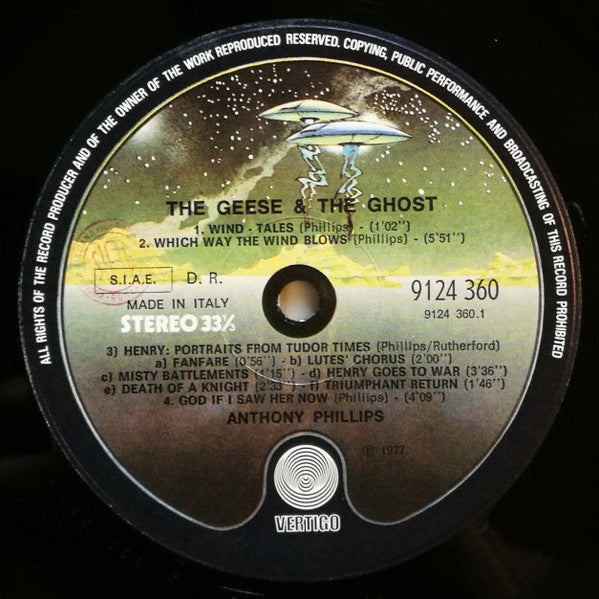 ALL RIGHTS OF THE RECORD PRODUCER AND OF THE OWNER OF THE WORK REPRODUCED RESERVED. COPYING, PUBLIC PERFORMANCE AND BROADCASTING OF THIS RECORD PROHIBITED
THE GEESE & THE GHOST
1. WIND - TALES (Phillips) - (1'02")
2. WHICH WAY THE WIND BLOWS (Phillips) - (5'51")
S.I.A.E. D. R.
9124 360
MADE IN ITALY
9124 360.1
STEREO 33⅓
3) HENRY: PORTRAITS FROM TUDOR TIMES (Phillips/Rutherford)
a) FANFARE (0'56") - b) LUTES' CHORUS (2'00")
c) MISTY BATTLEMENTS (1'15") - d) HENRY GOES TO WAR (3'36")
e) DEATH OF A KNIGHT (2'33") - f) TRIUMPHANT RETURN (1'46")
4. GOD IF I SAW HER NOW (Phillips) - (4'09")
ANTHONY PHILLIPS
℗ 1977
VERTIGO